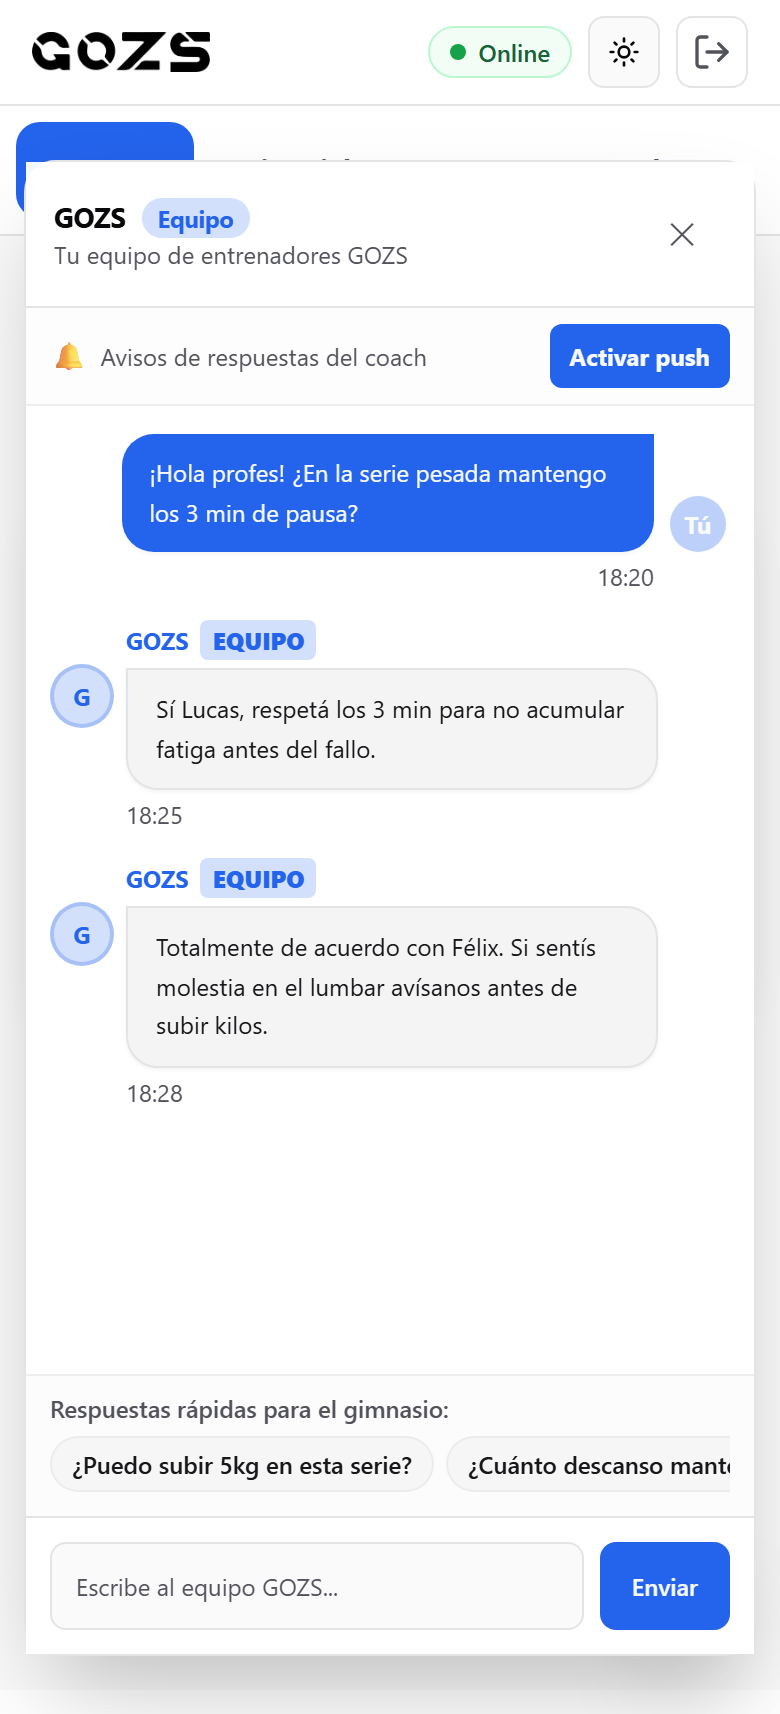 GOZS
Online
GOZS Equipo
Tu equipo de entrenadores GOZS
Avisos de respuestas del coach
Activar push
¡Hola profes! ¿En la serie pesada mantengo
los 3 min de pausa?
Tú
18:20
GOZS EQUIPO
G
Sí Lucas, respetá los 3 min para no acumular
fatiga antes del fallo.
18:25
GOZS EQUIPO
G
Totalmente de acuerdo con Félix. Si sentís
molestia en el lumbar avísanos antes de
subir kilos.
18:28
Respuestas rápidas para el gimnasio:
¿Puedo subir 5kg en esta serie?
¿Cuánto descanso
Escribe al equipo GOZS...
Enviar